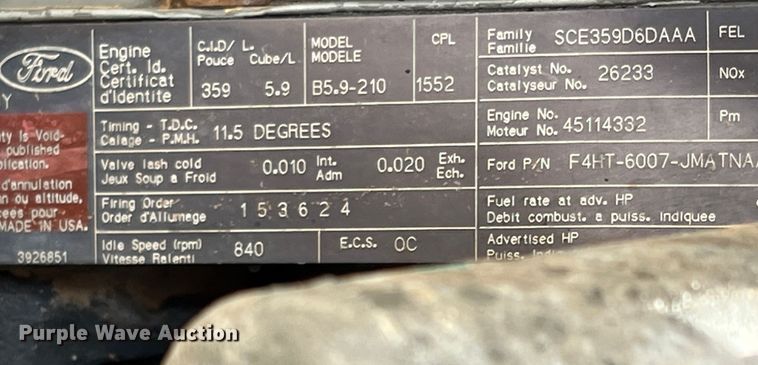 Ford
Y
ty Is Void-
published
olication.
d'annulation
n ou altitude,
cees pour
MADE IN USA.
3926851
Engine
Cert. Id.
Certificat
d'Identite
C.I.D/ L.
Pouce Cube/L
359 5.9
MODEL
MODELE
B5.9-210
CPL
1552
Timing - T.D.C.
Calage - P.M.H. 11.5 DEGREES
Valve lash cold
Jeux Soup a Froid
0.010 Int.
Adm
0.020 Exh.
Ech.
Firing Order
Order d'Allumage
1 5 3 6 2 4
Idle Speed (rpm)
Vitesse Ralenti
840
E.C.S. OC
Family
Famille
SCE359D6DAAA
FEL
Catalyst No.
Catalyseur No.
26233
NOx
Engine No.
Moteur No. 45114332
Pm
Ford P/N F4HT-6007-JMATNA
Fuel rate at adv. HP
Debit combust. a puiss. Indiquee
Advertised HP
Puiss.
Purple Wave Auction